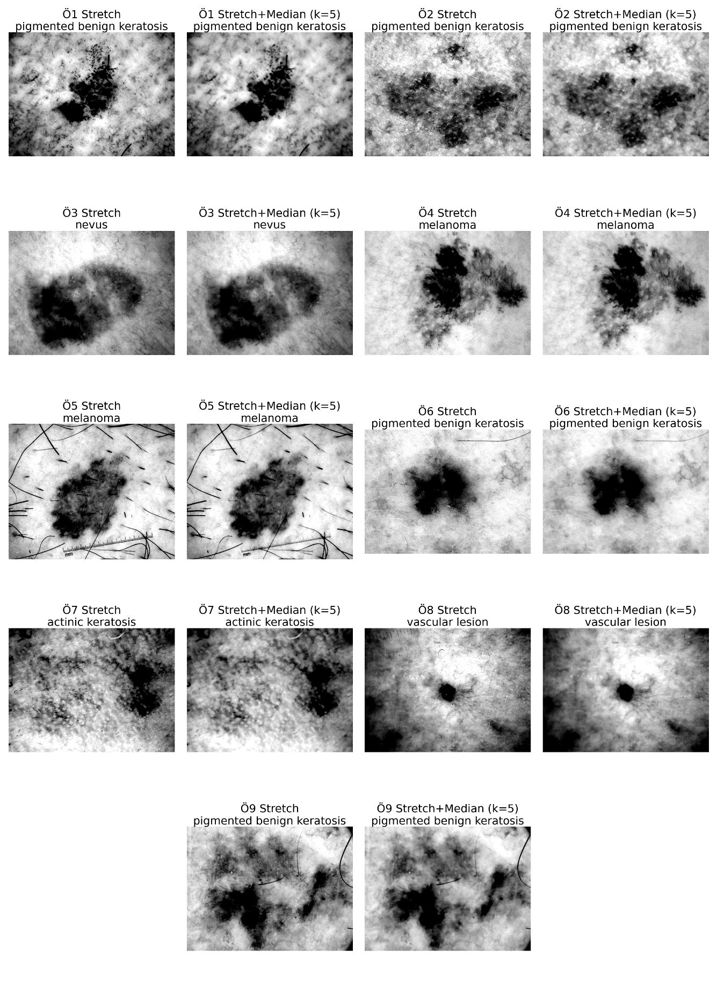 Ö1 Stretch
pigmented benign keratosis
Ö1 Stretch+Median (k=5)
pigmented benign keratosis
Ö2 Stretch
pigmented benign keratosis
Ö2 Stretch+Median (k=5)
pigmented benign keratosis
Ö3 Stretch
nevus
Ö3 Stretch+Median (k=5)
nevus
Ö4 Stretch
melanoma
Ö4 Stretch+Median (k=5)
melanoma
Ö5 Stretch
melanoma
Ö5 Stretch+Median (k=5)
melanoma
mm
mm
Ö6 Stretch
pigmented benign keratosis
Ö6 Stretch+Median (k=5)
pigmented benign keratosis
Ö7 Stretch
actinic keratosis
Ö7 Stretch+Median (k=5)
actinic keratosis
Ö8 Stretch
vascular lesion
Ö8 Stretch+Median (k=5)
vascular lesion
Ö9 Stretch
pigmented benign keratosis
Ö9 Stretch+Median (k=5)
pigmented benign keratosis